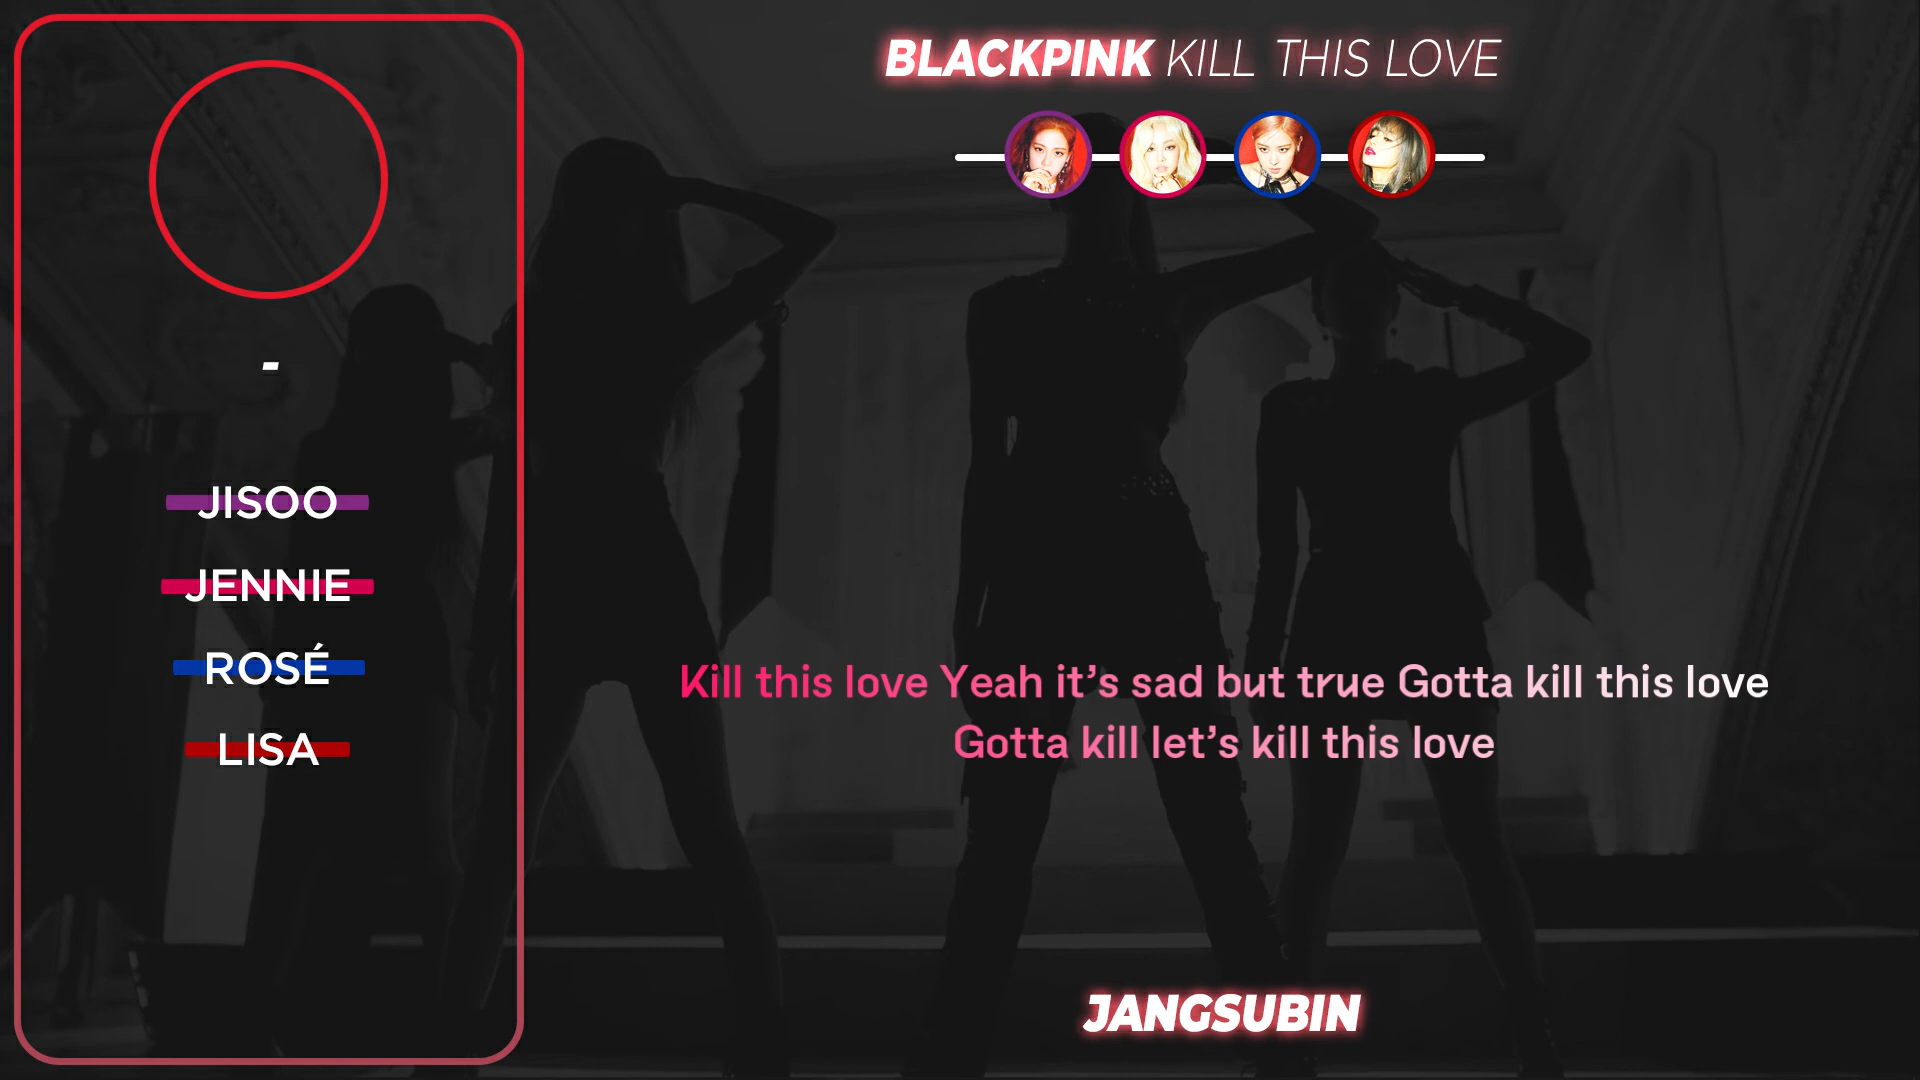 BLACKPINK KILL THIS LOVE
-
JISOO
JENNIE
ROSÉ
LISA
Kill this love Yeah it’s sad but true Gotta kill this love
Gotta kill let’s kill this love
JANGSUBIN